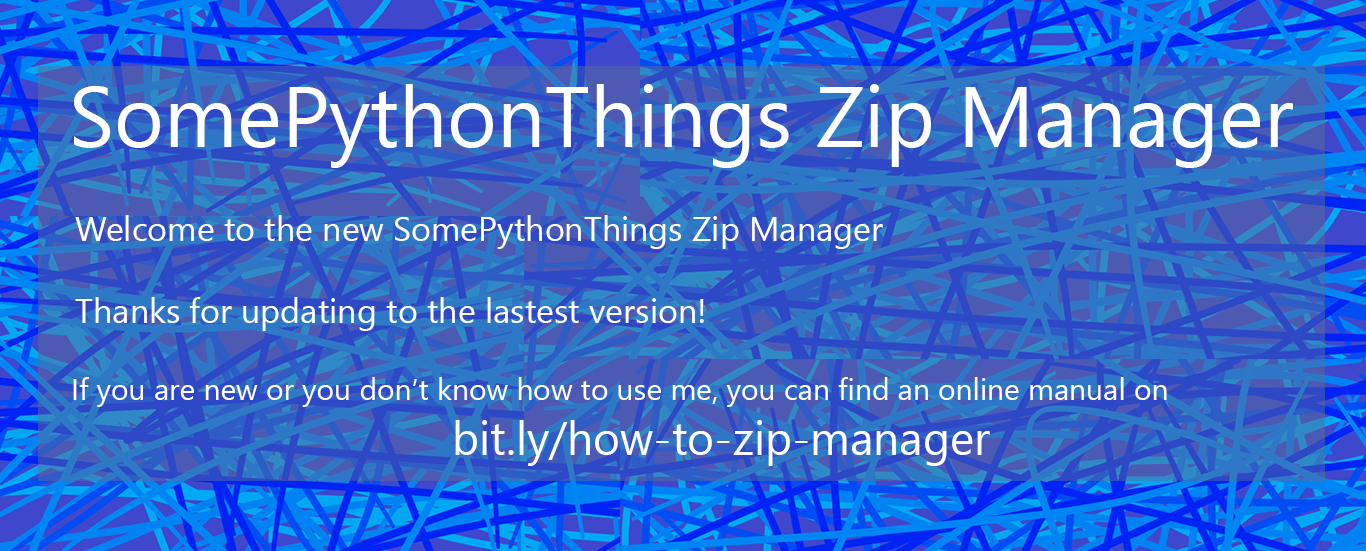 SomePythonThings Zip Manager
Welcome to the new SomePythonThings Zip Manager
Thanks for updating to the lastest version!
If you are new or you don’t know how to use me, you can find an online manual on
bit.ly/how-to-zip-manager